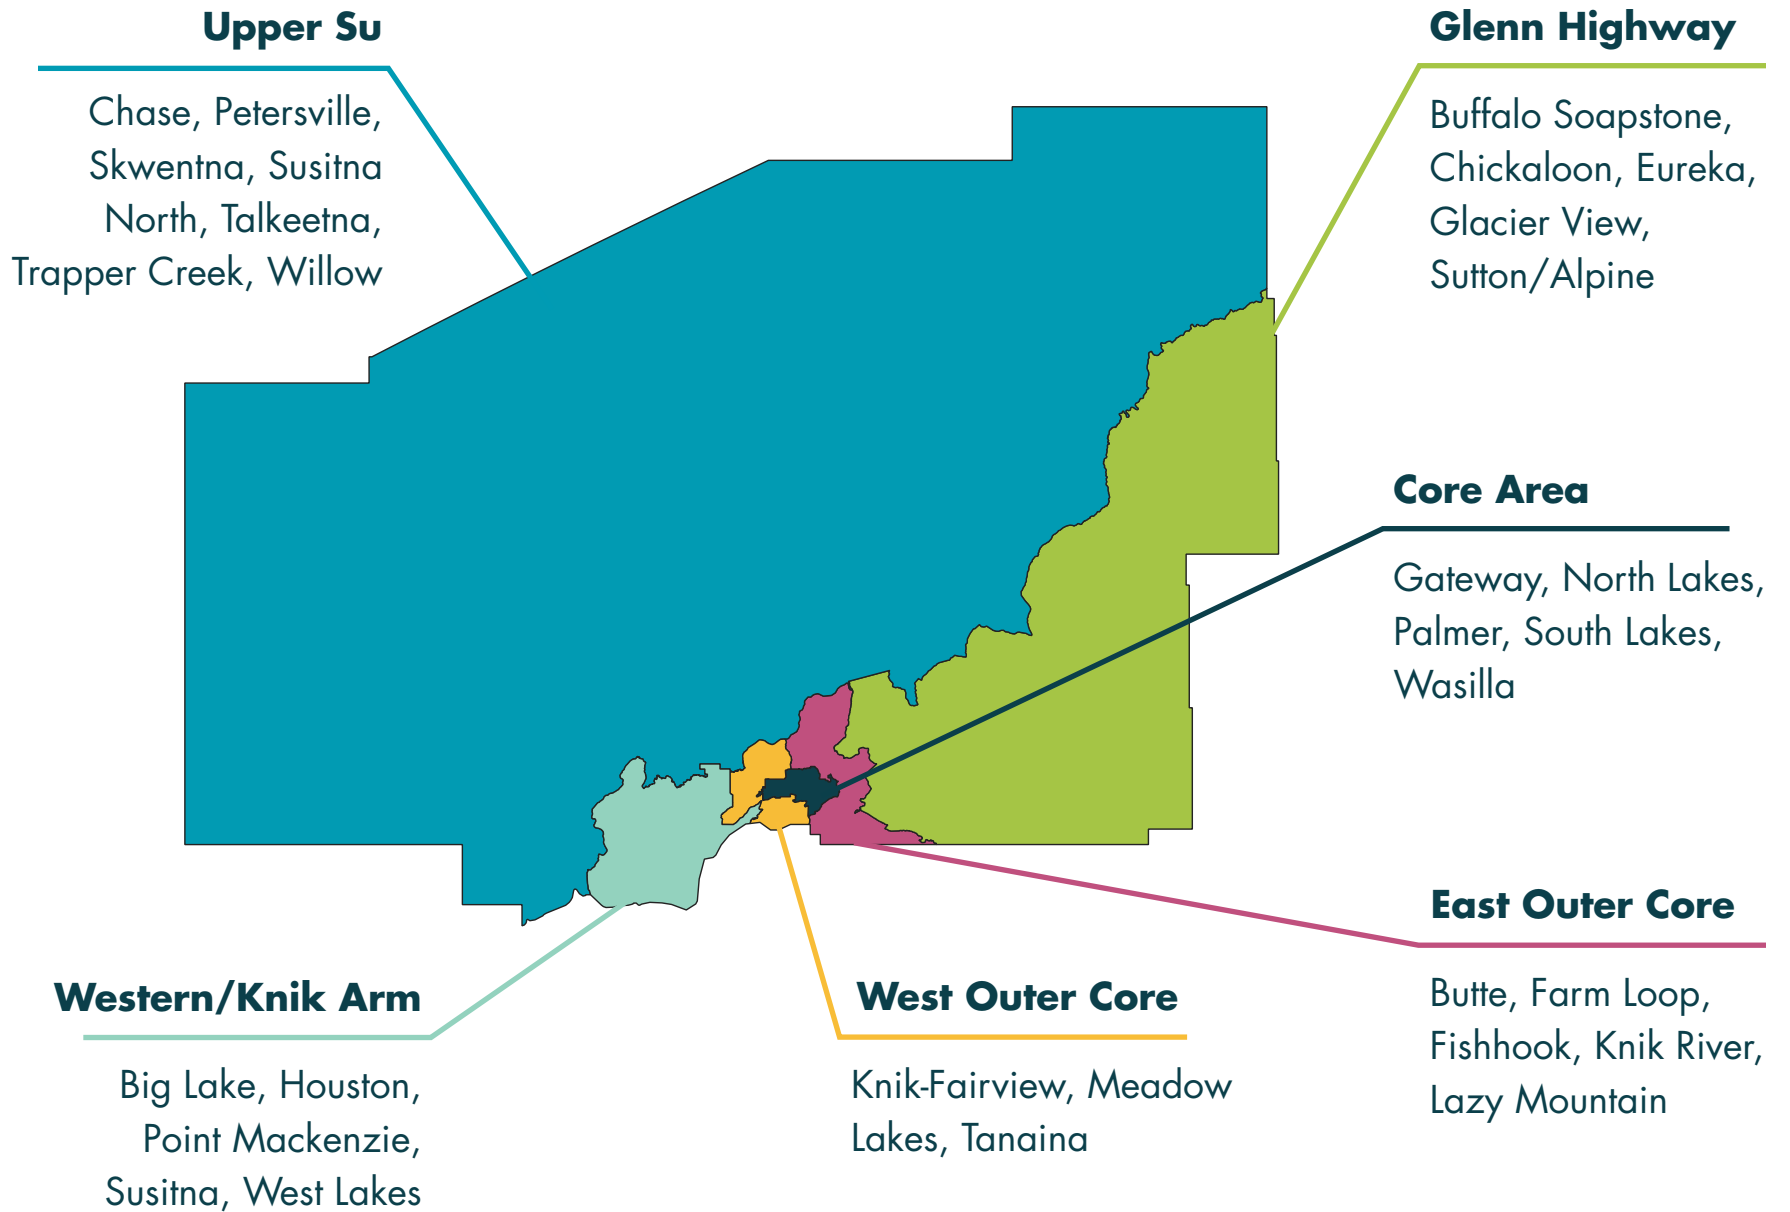 Upper Su
Chase, Petersville,
Skwentna, Susitna
North, Talkeetna,
Trapper Creek, Willow
Glenn Highway
Buffalo Soapstone,
Chickaloon, Eureka,
Glacier View,
Sutton/Alpine
Core Area
Gateway, North Lakes,
Palmer, South Lakes,
Wasilla
East Outer Core
Butte, Farm Loop,
Fishhook, Knik River,
Lazy Mountain
Western/Knik Arm
Big Lake, Houston,
Point Mackenzie,
Susitna, West Lakes
West Outer Core
Knik-Fairview, Meadow
Lakes, Tanaina